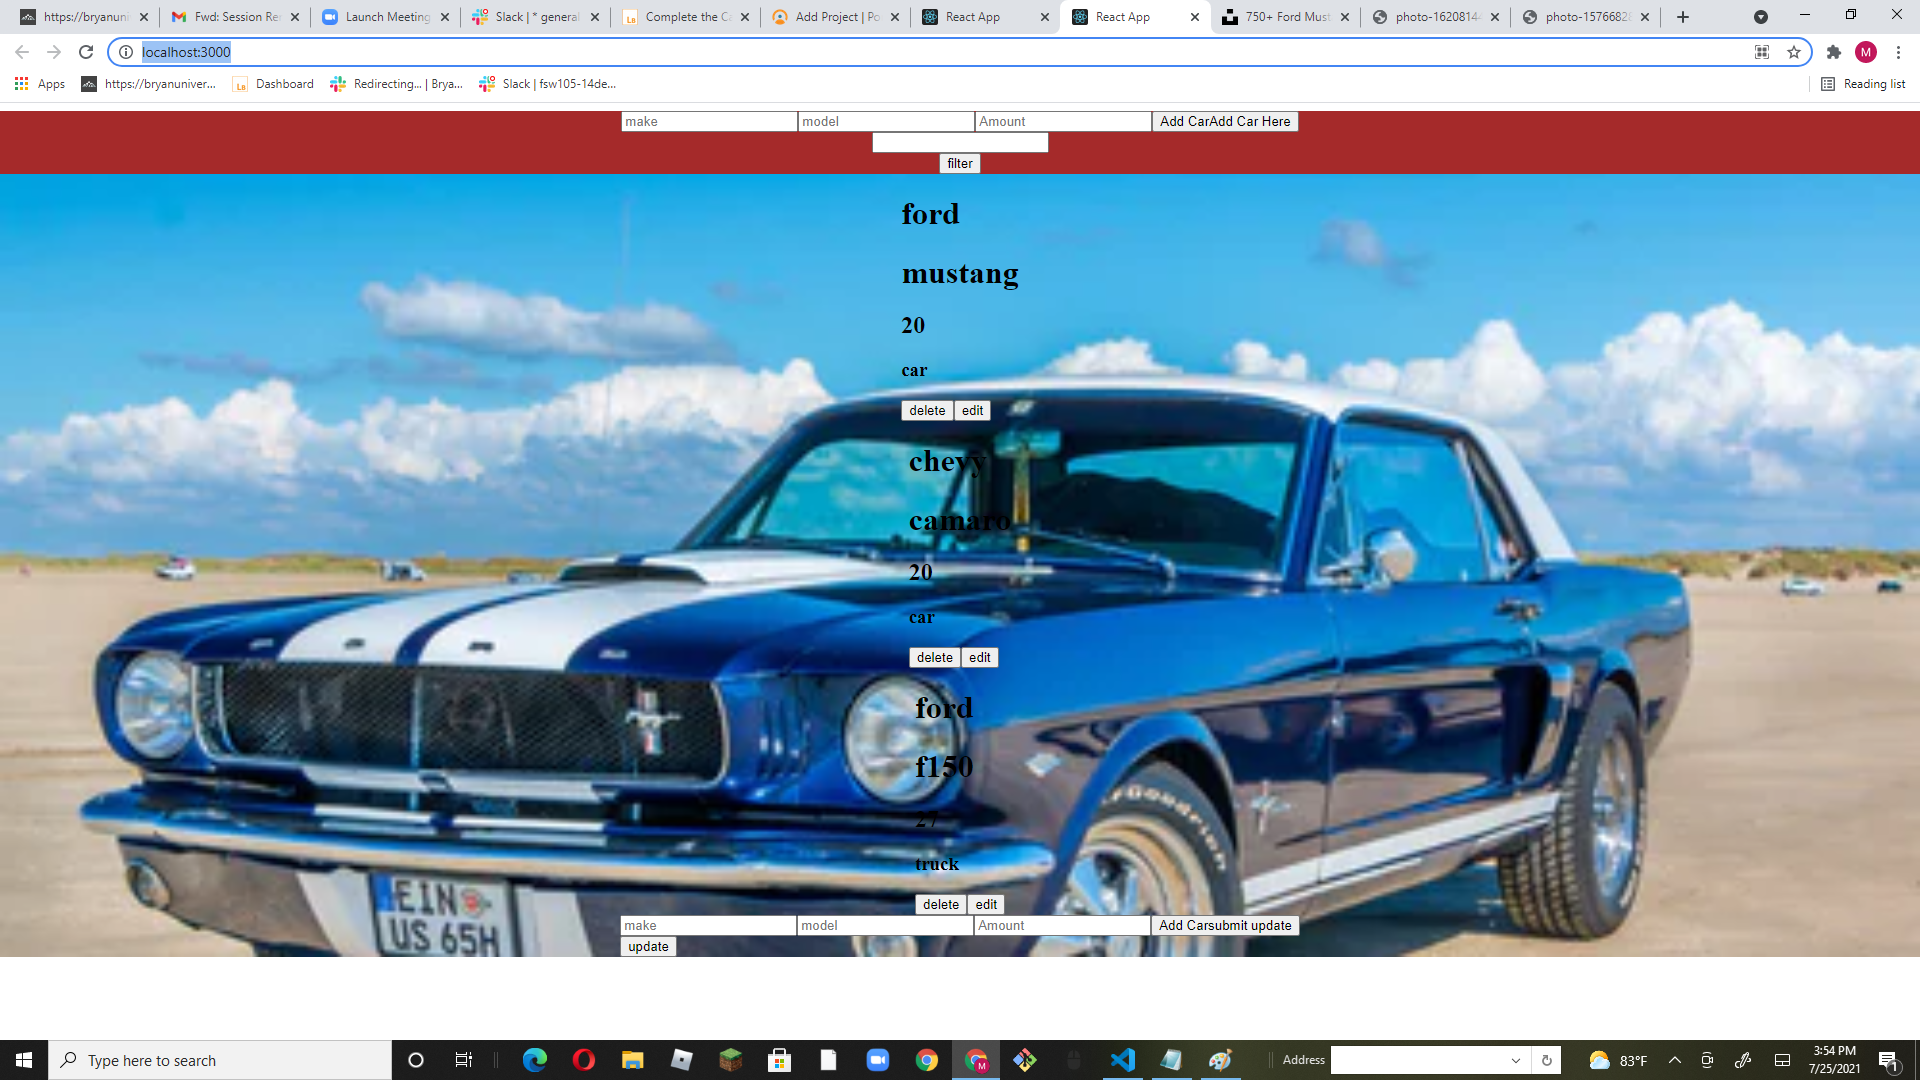 https://bryanuni
Fwd: Session Re
Launch Meeting
Slack | * general
Complete the C
Add Project | Po
React App
React App
750+ Ford Must
photo-1620814
photo-1576682
localhost:3000
M
Apps
https://bryanuniver...
Dashboard
Redirecting... | Brya...
Slack | fsw105-14de...
Reading list
make
model
Amount
Add CarAdd Car Here
filter
ford
mustang
20
car
delete
edit
chevy
camaro
20
car
delete
edit
ford
f150
27
truck
delete
edit
EIN
US 65H
make
model
Amount
Add Carsubmit update
update
Type here to search
Address
83°F
3:54 PM
7/25/2021
1